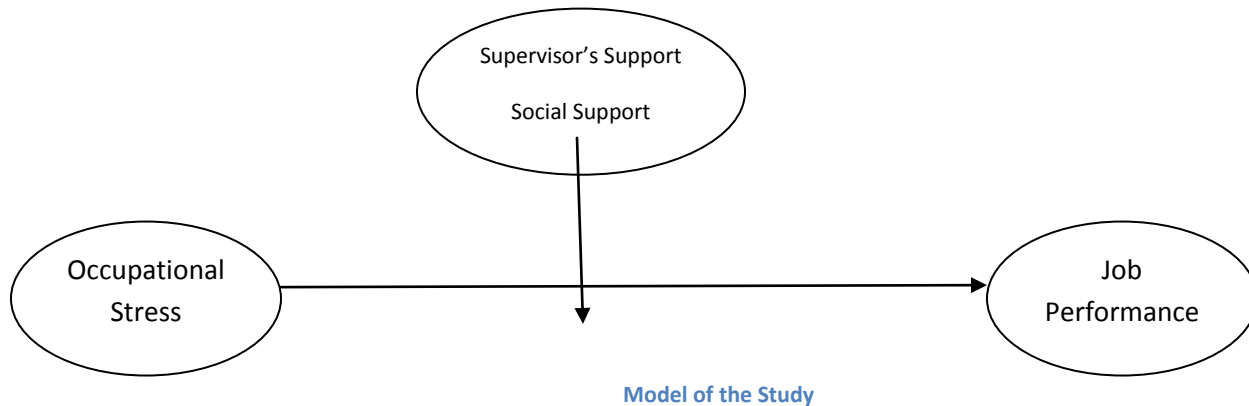 Supervisor’s Support
Social Support
Occupational
Stress
Job
Performance
Model of the Study